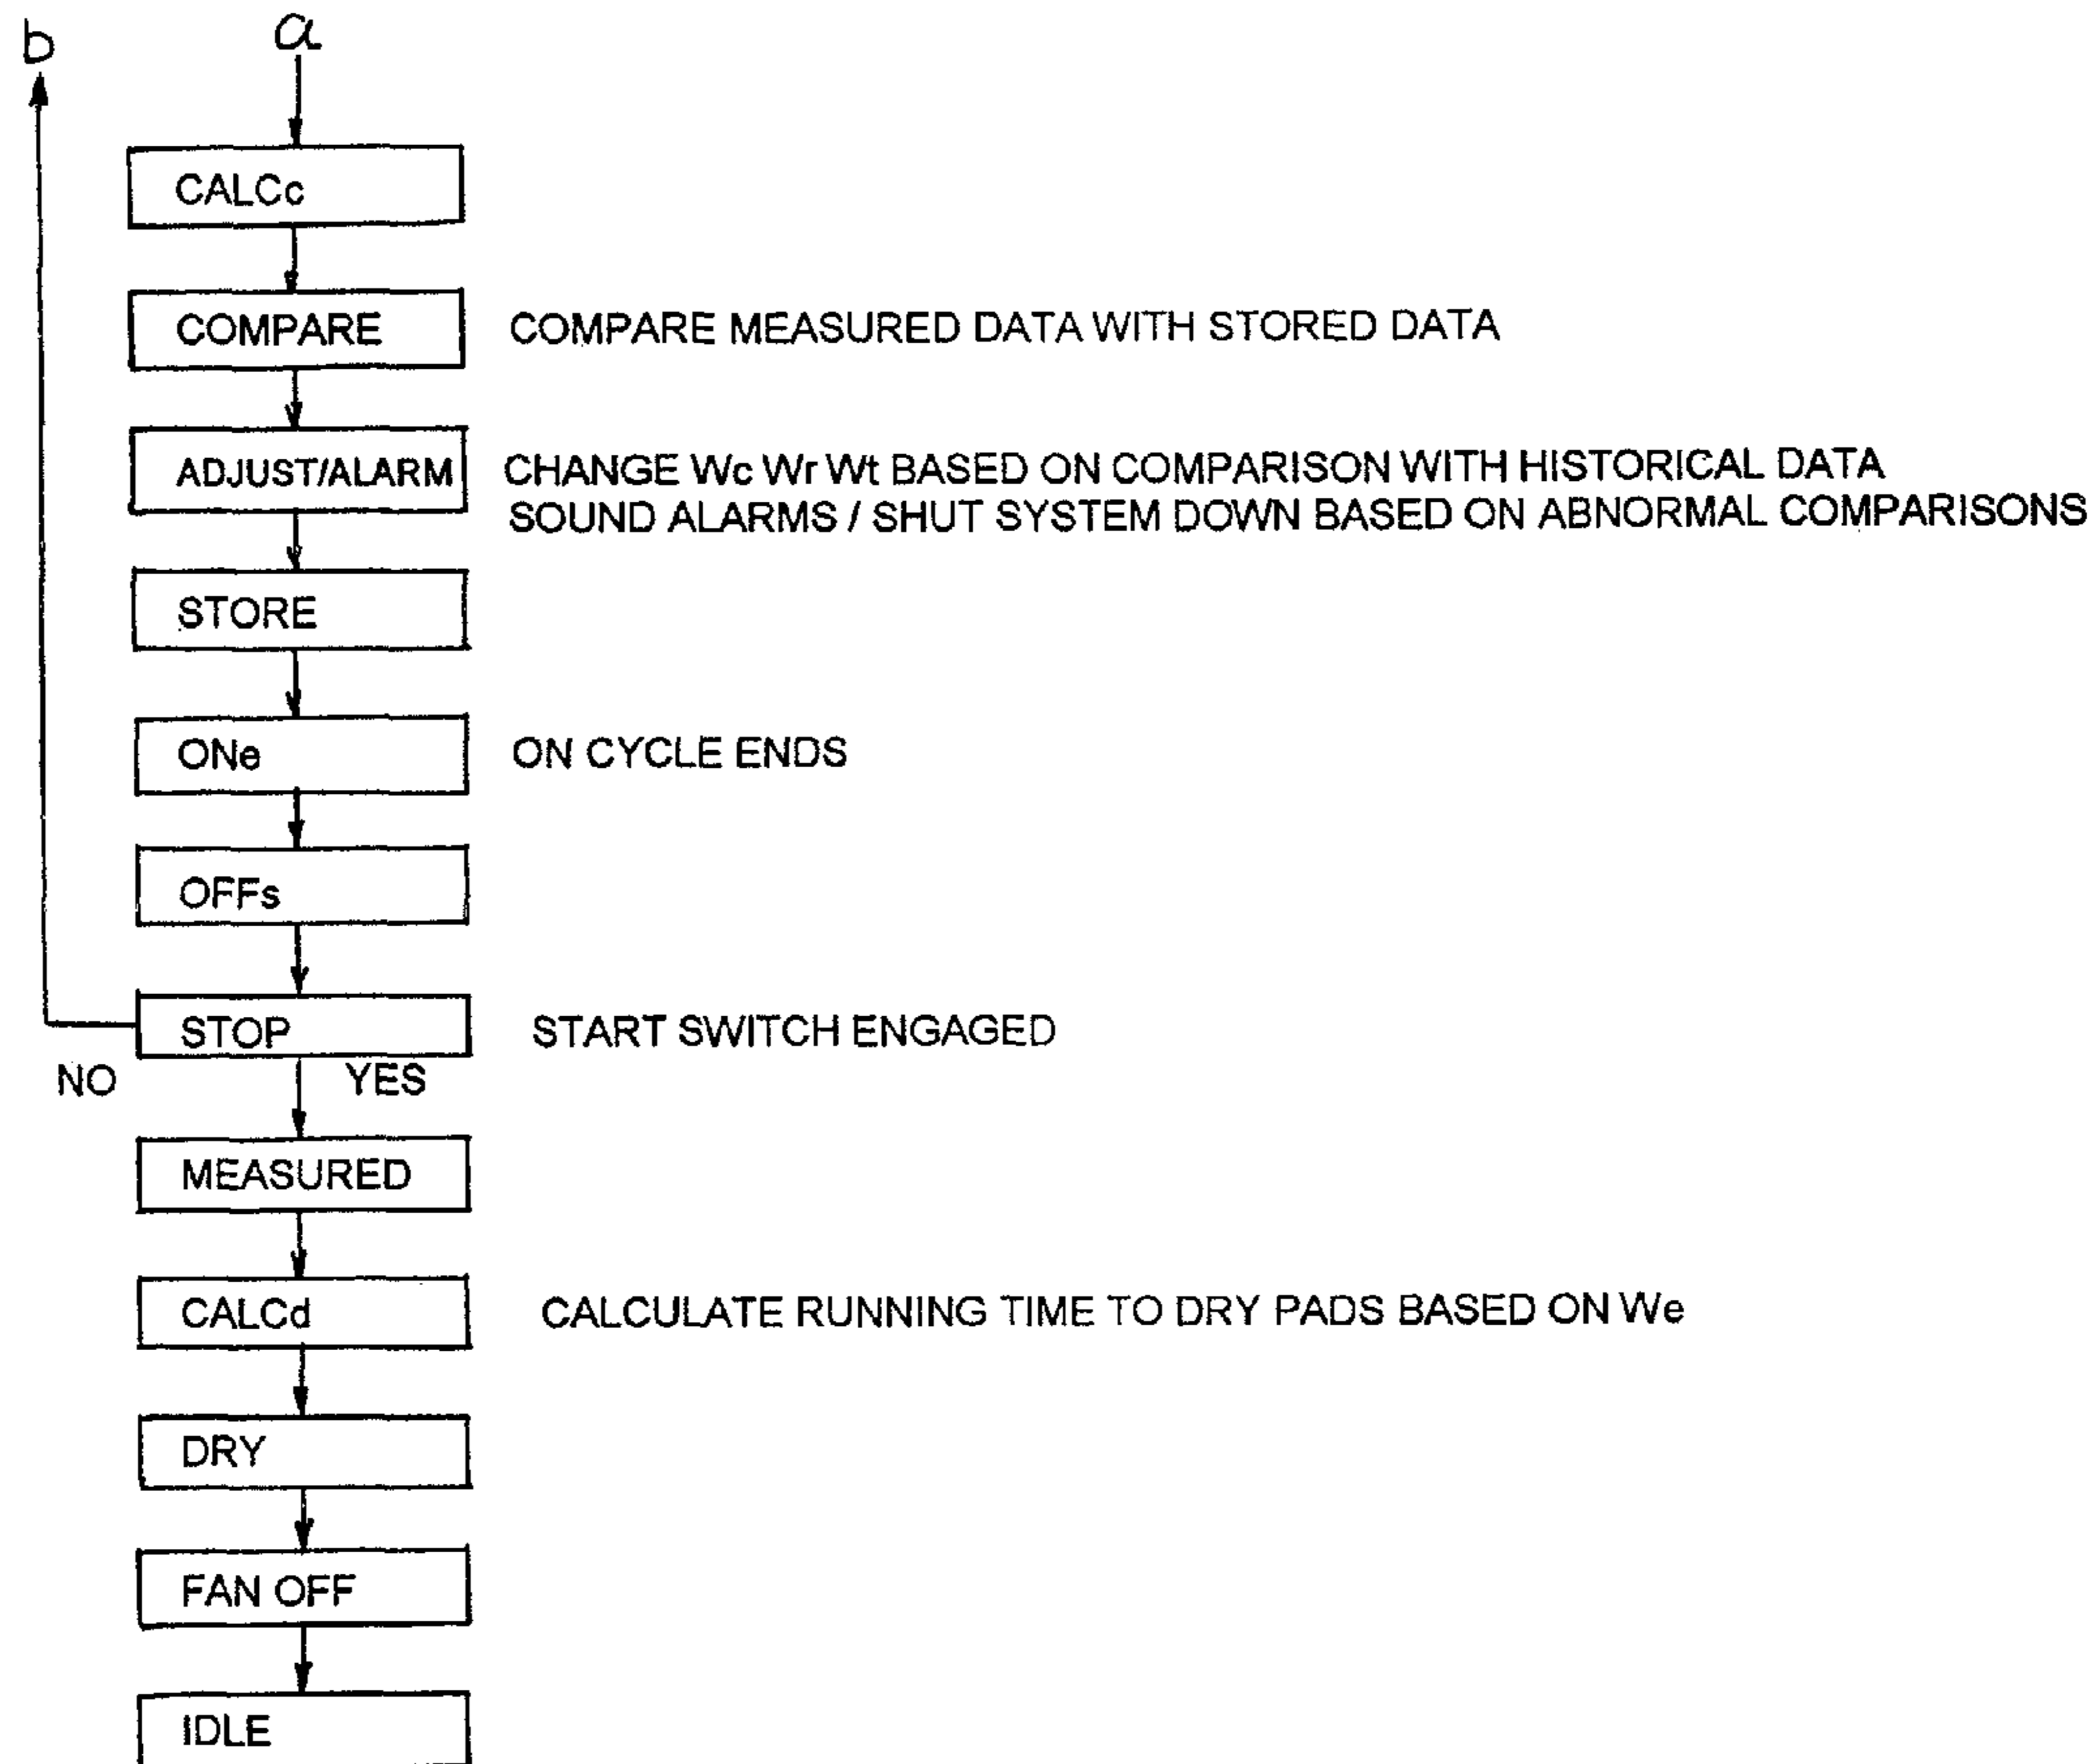 b
a
CALCc
COMPARE COMPARE MEASURED DATA WITH STORED DATA
ADJUST/ALARM CHANGE Wc Wr Wt BASED ON COMPARISON WITH HISTORICAL DATA
SOUND ALARMS / SHUT SYSTEM DOWN BASED ON ABNORMAL COMPARISONS
STORE
ONe ON CYCLE ENDS
OFFs
STOP START SWITCH ENGAGED
NO YES
MEASURED
CALCd CALCULATE RUNNING TIME TO DRY PADS BASED ON We
DRY
FAN OFF
IDLE